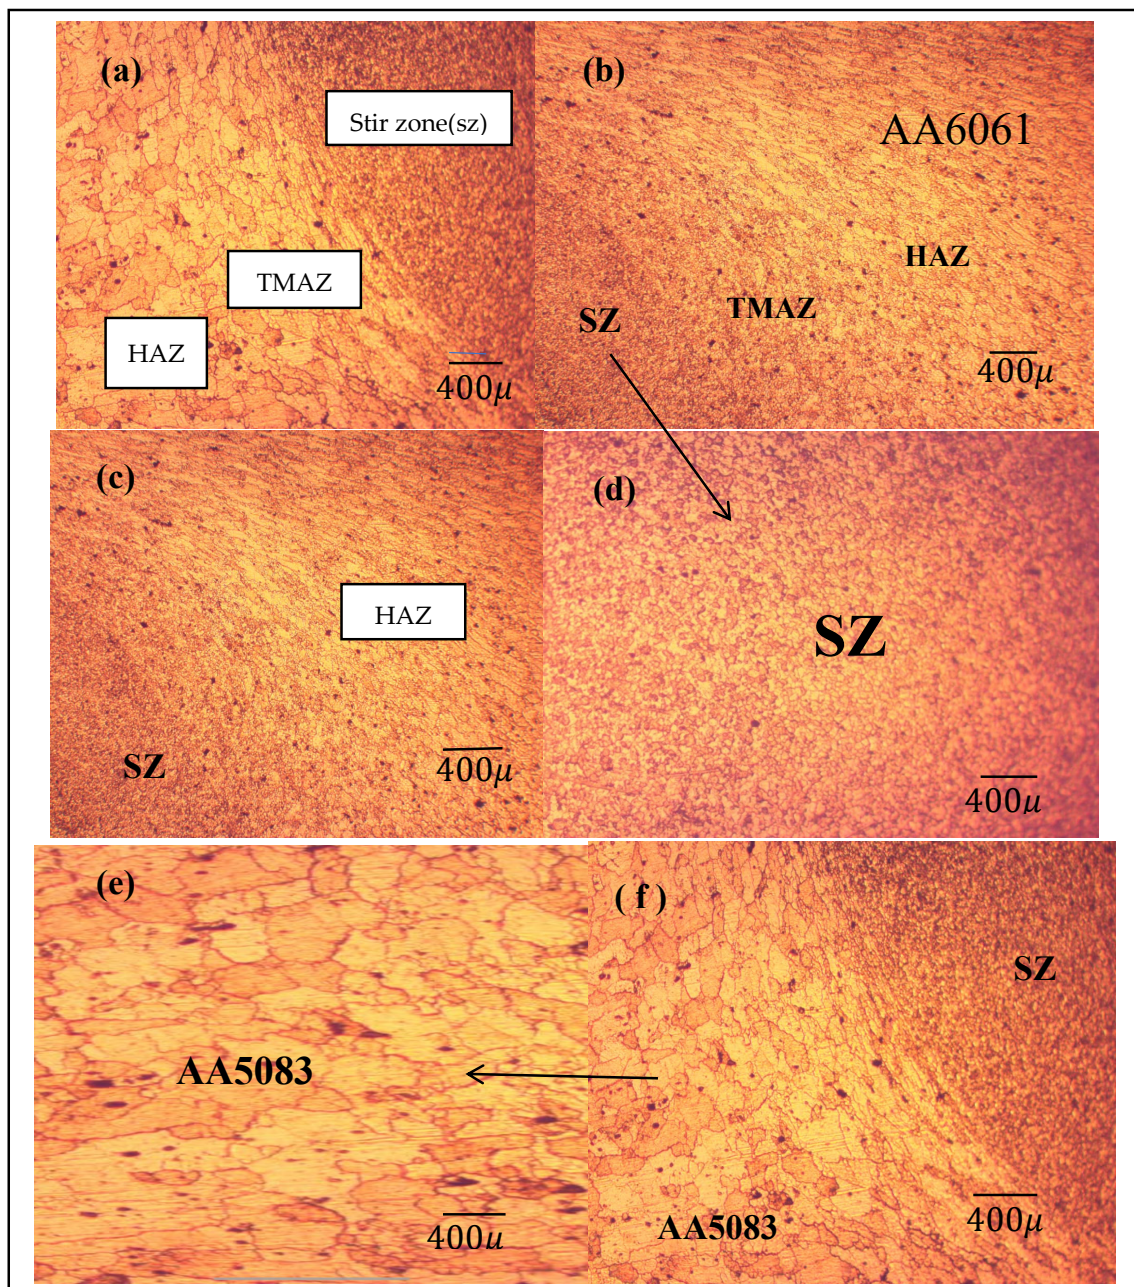 (a)
Stir zone(sz)
TMAZ
HAZ
400μ
(b)
AA6061
HAZ
TMAZ
SZ
400μ
(c)
HAZ
SZ
400μ
(d)
SZ
400μ
(e)
AA5083
400μ
( f )
SZ
AA5083
400μ